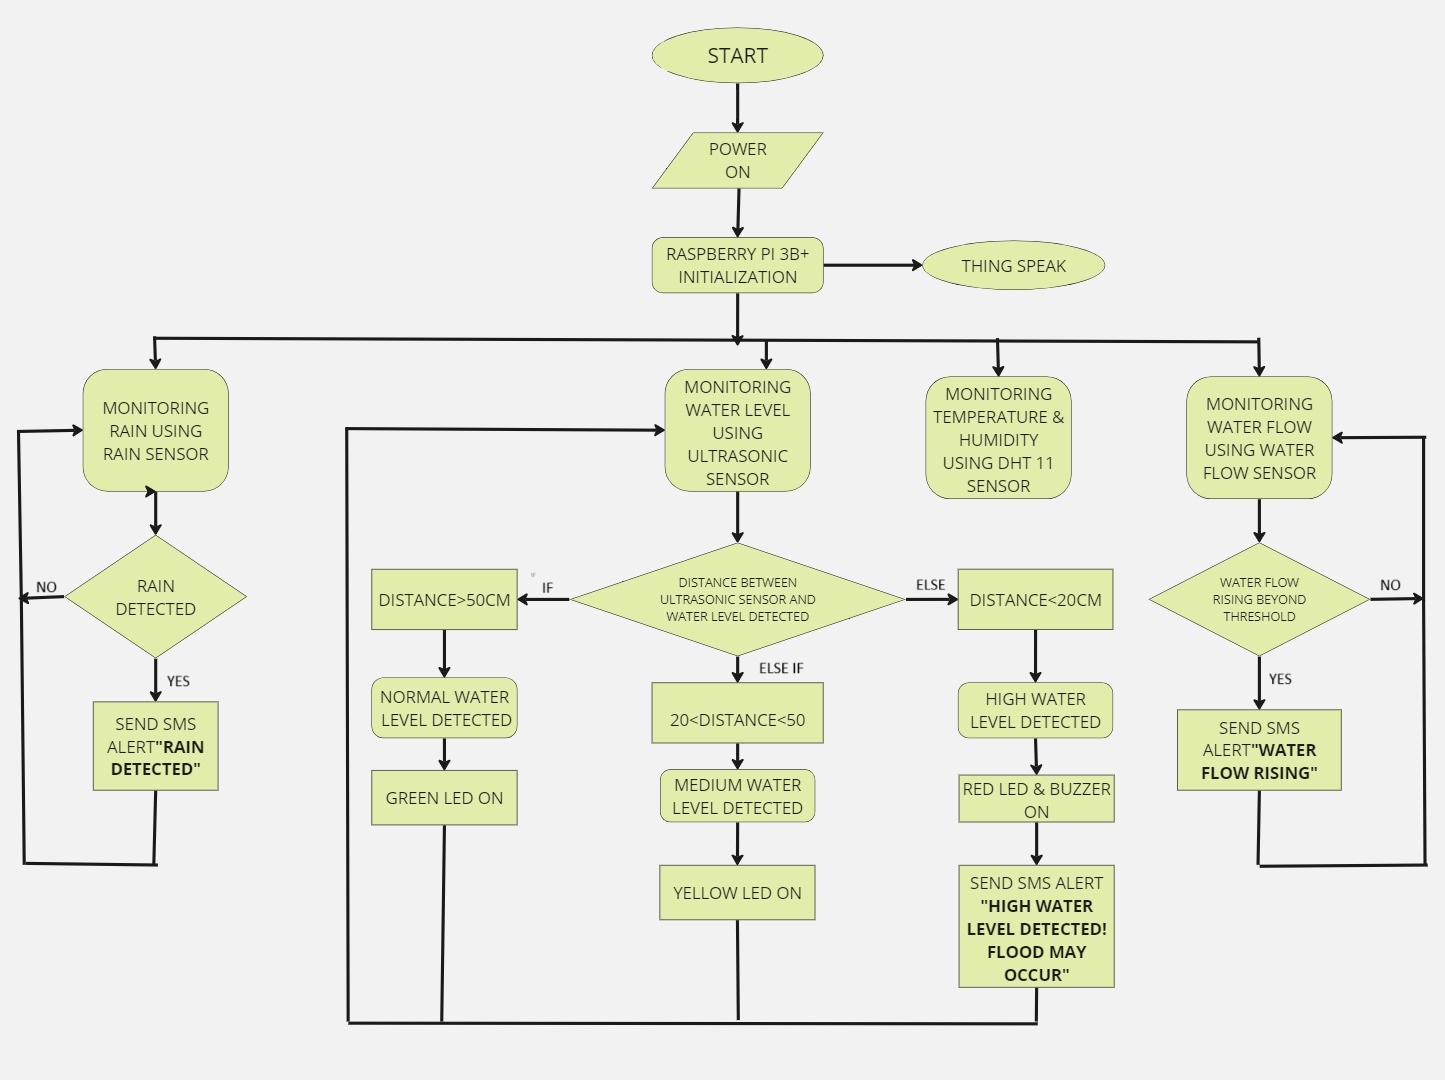 START
POWER
ON
RASPBERRY PI 3B+
INITIALIZATION
THING SPEAK
MONITORING
RAIN USING
RAIN SENSOR
MONITORING
WATER LEVEL
USING
ULTRASONIC
SENSOR
MONITORING
TEMPERATURE &
HUMIDITY
USING DHT 11
SENSOR
MONITORING
WATER FLOW
USING WATER
FLOW SENSOR
RAIN
DETECTED
NO
YES
SEND SMS
ALERT"RAIN
DETECTED"
DISTANCE BETWEEN
ULTRASONIC SENSOR AND
WATER LEVEL DETECTED
IF
ELSE IF
ELSE
DISTANCE>50CM
NORMAL WATER
LEVEL DETECTED
GREEN LED ON
20<DISTANCE<50
MEDIUM WATER
LEVEL DETECTED
YELLOW LED ON
DISTANCE<20CM
HIGH WATER
LEVEL DETECTED
RED LED & BUZZER
ON
SEND SMS ALERT
"HIGH WATER
LEVEL DETECTED!
FLOOD MAY
OCCUR"
WATER FLOW
RISING BEYOND
THRESHOLD
NO
YES
SEND SMS
ALERT"WATER
FLOW RISING"